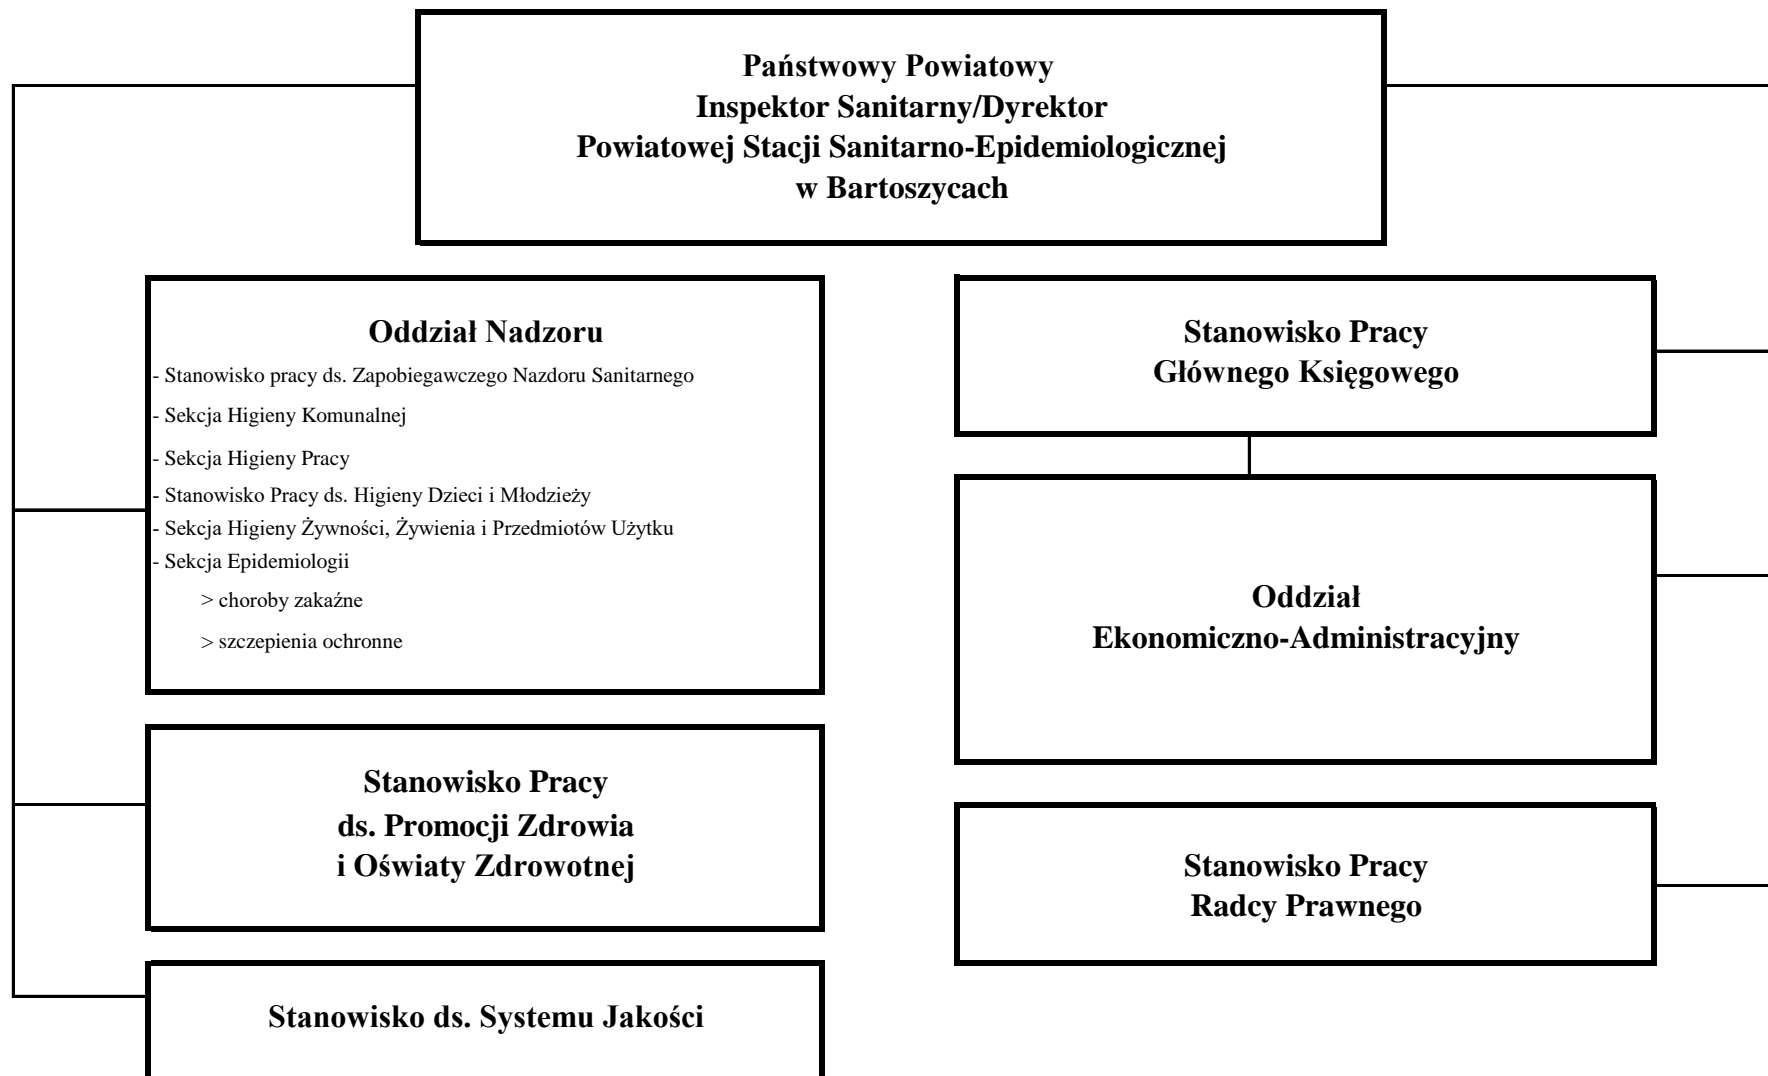 Państwowy Powiatowy
Inspektor Sanitarny/Dyrektor
Powiatowej Stacji Sanitarno-Epidemiologicznej
w Bartoszycach
Oddział Nadzoru
- Stanowisko pracy ds. Zapobiegawczego Nazdoru Sanitarnego
- Sekcja Higieny Komunalnej
- Sekcja Higieny Pracy
- Stanowisko Pracy ds. Higieny Dzieci i Młodzieży
- Sekcja Higieny Żywności, Żywienia i Przedmiotów Użytku
- Sekcja Epidemiologii
> choroby zakaźne
> szczepienia ochronne
Stanowisko Pracy
ds. Promocji Zdrowia
i Oświaty Zdrowotnej
Stanowisko ds. Systemu Jakości
Stanowisko Pracy
Głównego Księgowego
Oddział
Ekonomiczno-Administracyjny
Stanowisko Pracy
Radcy Prawnego